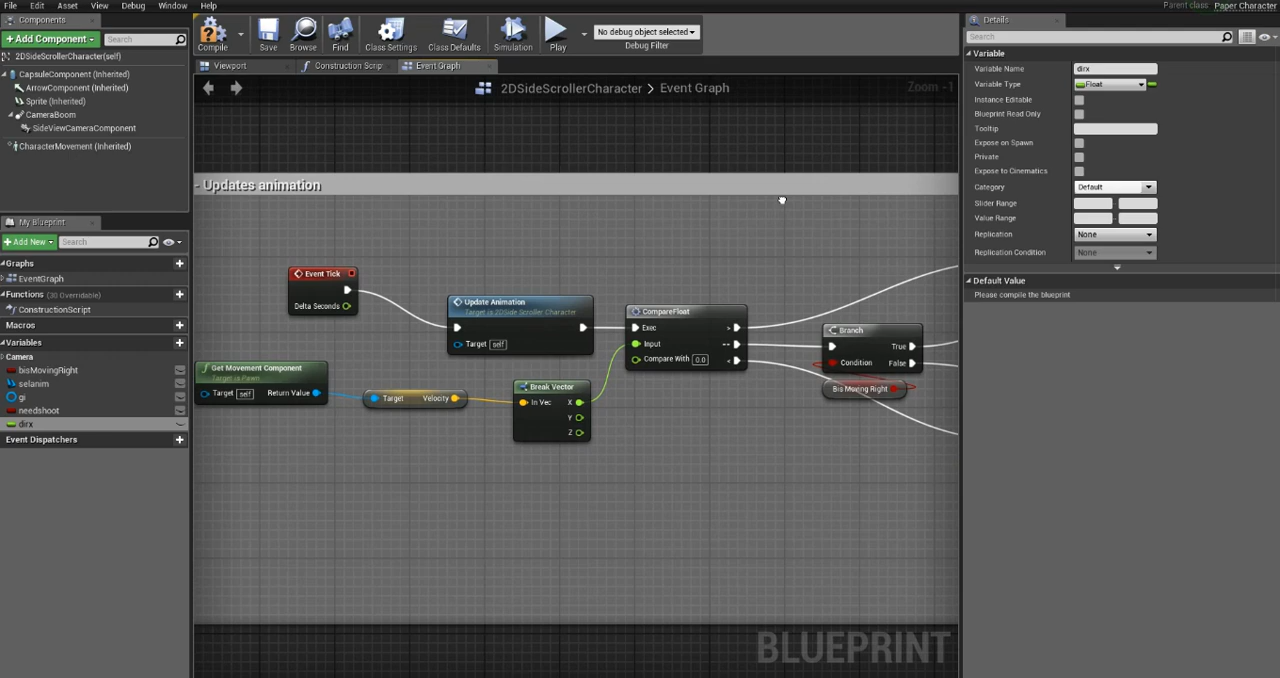 File Edit Asset View Debug Window Help
Parent class: Paper Character
Components
+Add Component Search
2DSideScrollerCharacter(self)
CapsuleComponent (Inherited)
ArrowComponent (Inherited)
Sprite (Inherited)
CameraBoom
SideViewCameraComponent
CharacterMovement (Inherited)
My Blueprint
+Add New Search
Graphs
EventGraph
Functions (30 Overridable)
ConstructionScript
Macros
Variables
Camera
bisMovingRight
selanim
gi
needshoot
dirx
Event Dispatchers
Compile Save Browse Find Class Settings Class Defaults Simulation Play
No debug object selected
Debug Filter
Viewport Construction Scrip Event Graph
2DSideScrollerCharacter > Event Graph
Zoom -1
- Updates animation
Event Tick
Delta Seconds
Update Animation
Target is 2DSide Scroller Character
Target self
CompareFloat
Exec >
Input ==
Compare With 0.0 <
Branch
True
Condition False
Bis Moving Right
Get Movement Component
Target is Pawn
Target self Return Value
Target Velocity
Break Vector
In Vec X
Y
Z
BLUEPRINT
Details
Search
Variable
Variable Name dirx
Variable Type Float
Instance Editable
Blueprint Read Only
Tooltip
Expose on Spawn
Private
Expose to Cinematics
Category Default
Slider Range
Value Range
Replication None
Replication Condition None
Default Value
Please compile the blueprint